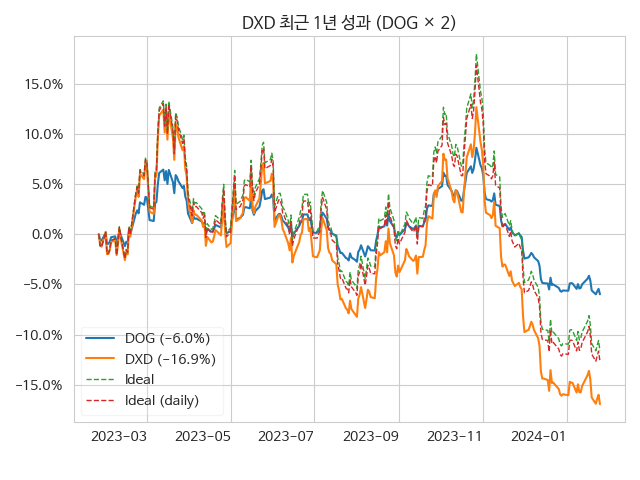 DXD 최근 1년 성과 (DOG × 2)
15.0%
10.0%
5.0%
0.0%
−5.0%
−10.0%
−15.0%
DOG (−6.0%)
DXD (−16.9%)
Ideal
Ideal (daily)
2023−03 2023−05 2023−07 2023−09 2023−11 2024−01